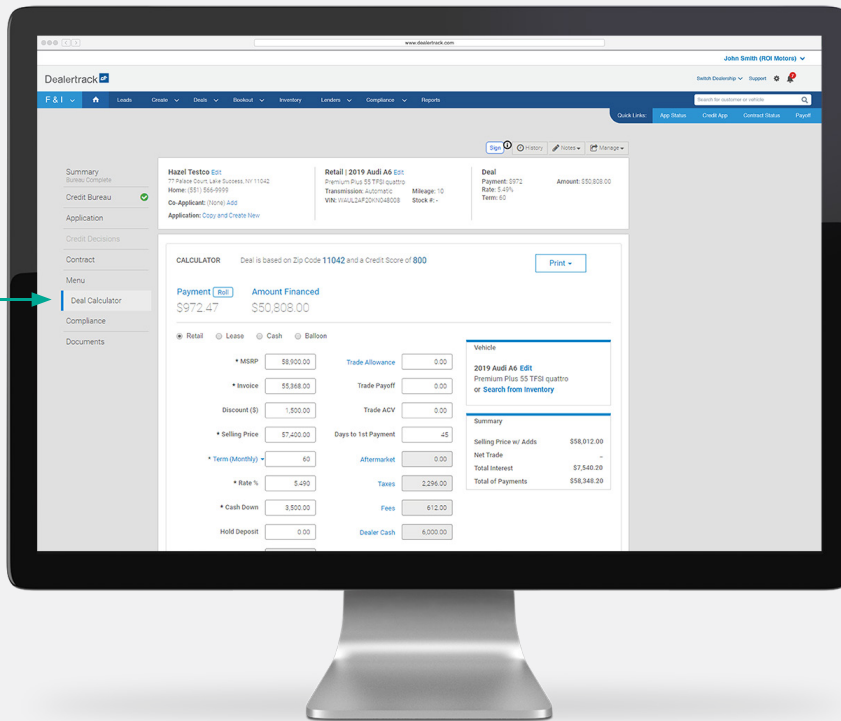 www.dealertrack.com
John Smith (ROI Motors)
Dealertrack
Switch Dealership Support
F & I Leads Create Deals Bookout Inventory Lenders Compliance Reports Search for customer or vehicle
Quick Links: App Status Credit App Contract Status Payoff
Sign History Notes Manage
Summary
Bureau Complete
Credit Bureau
Application
Credit Decisions
Contract
Menu
Deal Calculator
Compliance
Documents
Hazel Testco Edit
77 Palace Court, Lake Success, NY 11042
Home: (551) 566-9999
Co-Applicant: (None) Add
Application: Copy and Create New
Retail | 2019 Audi A6 Edit
Premium Plus 55 TFSI quattro
Transmission: Automatic Mileage: 10
VIN: WAUL2AF20KN048008 Stock #: -
Deal
Payment: $972 Amount: $50,808.00
Rate: 5.49%
Term: 60
CALCULATOR Deal is based on Zip Code 11042 and a Credit Score of 800
Print
Payment Roll Amount Financed
$972.47 $50,808.00
Retail Lease Cash Balloon
* MSRP 58,900.00 Trade Allowance 0.00
* Invoice 55,368.00 Trade Payoff 0.00
Discount ($) 1,500.00 Trade ACV 0.00
* Selling Price 57,400.00 Days to 1st Payment 45
* Term (Monthly) 60 Aftermarket 0.00
* Rate % 5.490 Taxes 2,296.00
* Cash Down 3,500.00 Fees 612.00
Hold Deposit 0.00 Dealer Cash 6,000.00
Vehicle
2019 Audi A6 Edit
Premium Plus 55 TFSI quattro
or Search from Inventory
Summary
Selling Price w/ Adds $58,012.00
Net Trade –
Total Interest $7,540.20
Total of Payments $58,348.20